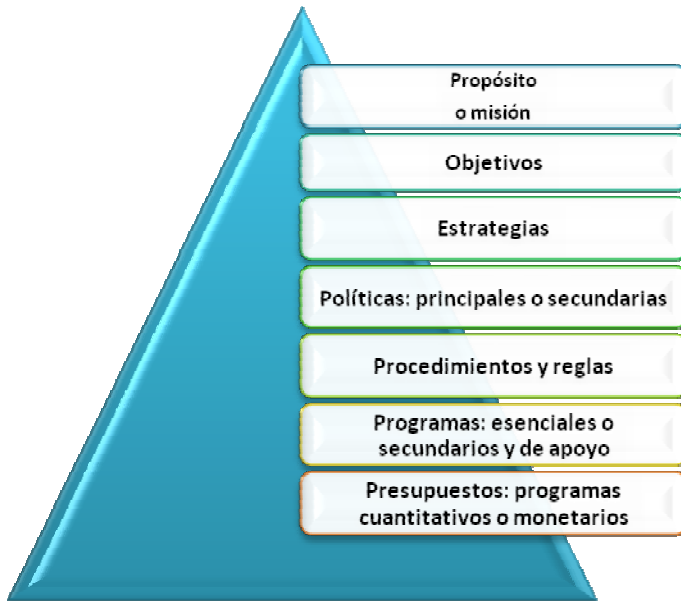 Propósito
o misión
Objetivos
Estrategias
Políticas: principales o secundarias
Procedimientos y reglas
Programas: esenciales o
secundarios y de apoyo
Presupuestos: programas
cuantitativos o monetarios